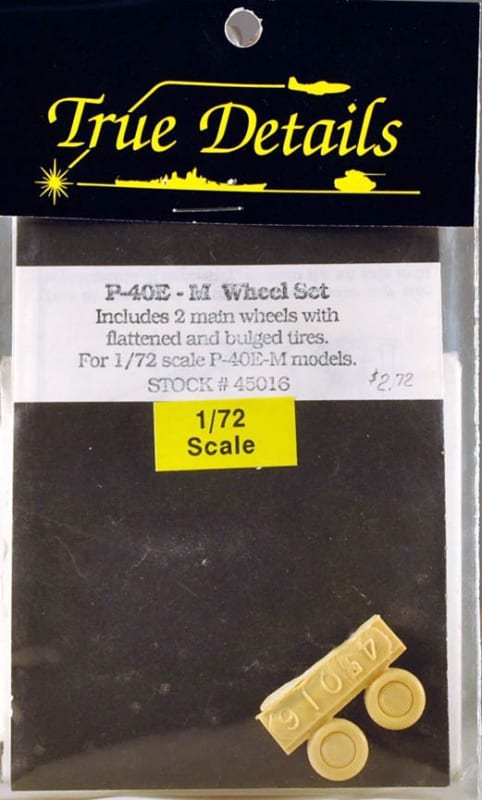 True Details
P-40E - M Wheel Set
Includes 2 main wheels with
flattened and bulged tires.
For 1/72 scale P-40E-M models.
STOCK # 45016
$2.72
1/72
Scale
45016